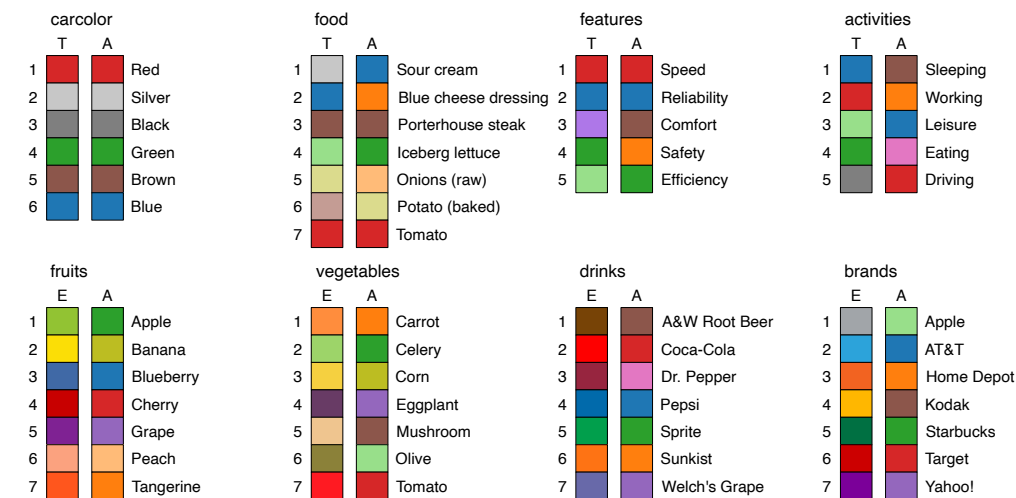 carcolor
T A
1 Red
2 Silver
3 Black
4 Green
5 Brown
6 Blue
food
T A
1 Sour cream
2 Blue cheese dressing
3 Porterhouse steak
4 Iceberg lettuce
5 Onions (raw)
6 Potato (baked)
7 Tomato
features
T A
1 Speed
2 Reliability
3 Comfort
4 Safety
5 Efficiency
activities
T A
1 Sleeping
2 Working
3 Leisure
4 Eating
5 Driving
fruits
E A
1 Apple
2 Banana
3 Blueberry
4 Cherry
5 Grape
6 Peach
7 Tangerine
vegetables
E A
1 Carrot
2 Celery
3 Corn
4 Eggplant
5 Mushroom
6 Olive
7 Tomato
drinks
E A
1 A&W Root Beer
2 Coca-Cola
3 Dr. Pepper
4 Pepsi
5 Sprite
6 Sunkist
7 Welch's Grape
brands
E A
1 Apple
2 AT&T
3 Home Depot
4 Kodak
5 Starbucks
6 Target
7 Yahoo!